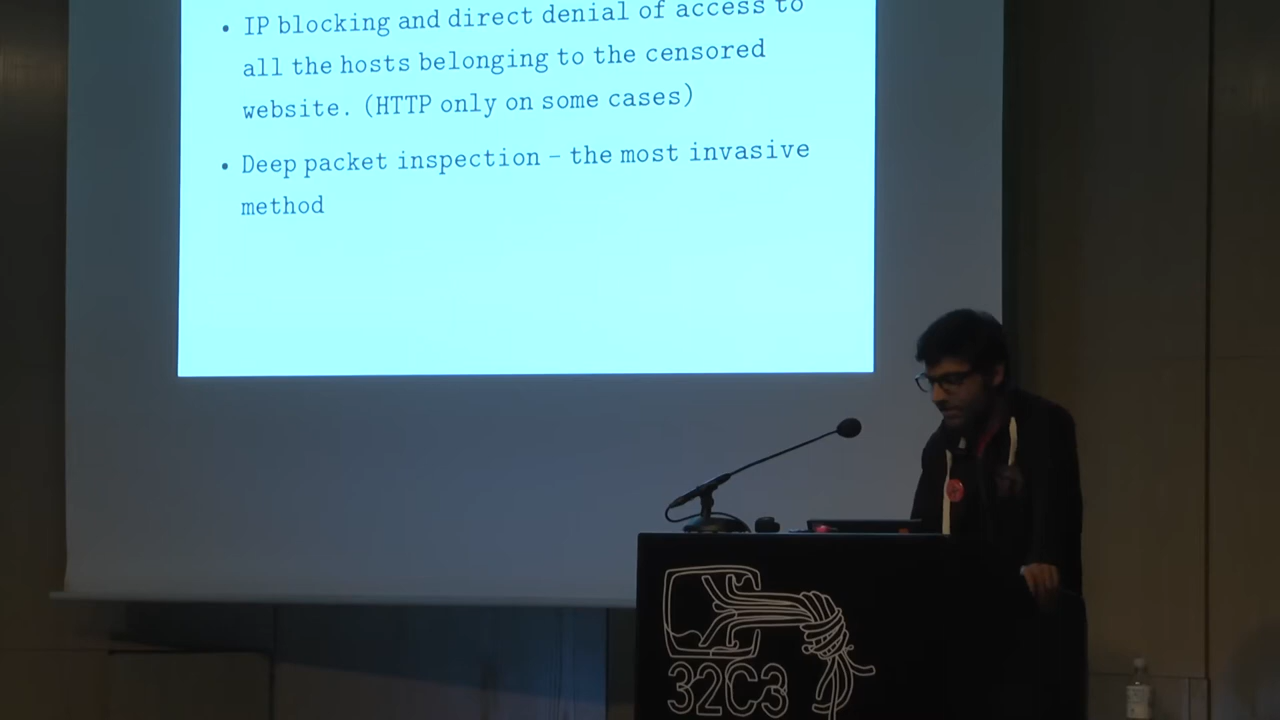 • IP blocking and direct denial of access to
all the hosts belonging to the censored
website. (HTTP only on some cases)
• Deep packet inspection – the most invasive
method
32C3